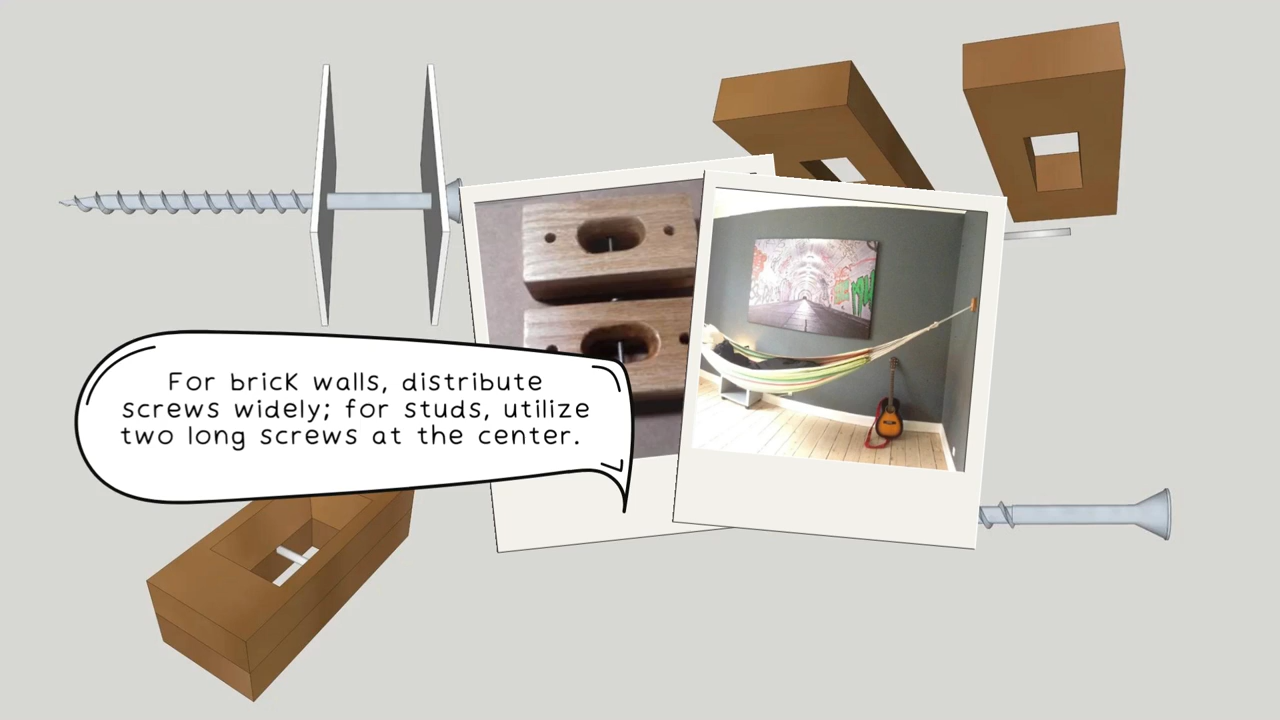 For brick walls, distribute
screws widely; for studs, utilize
two long screws at the center.